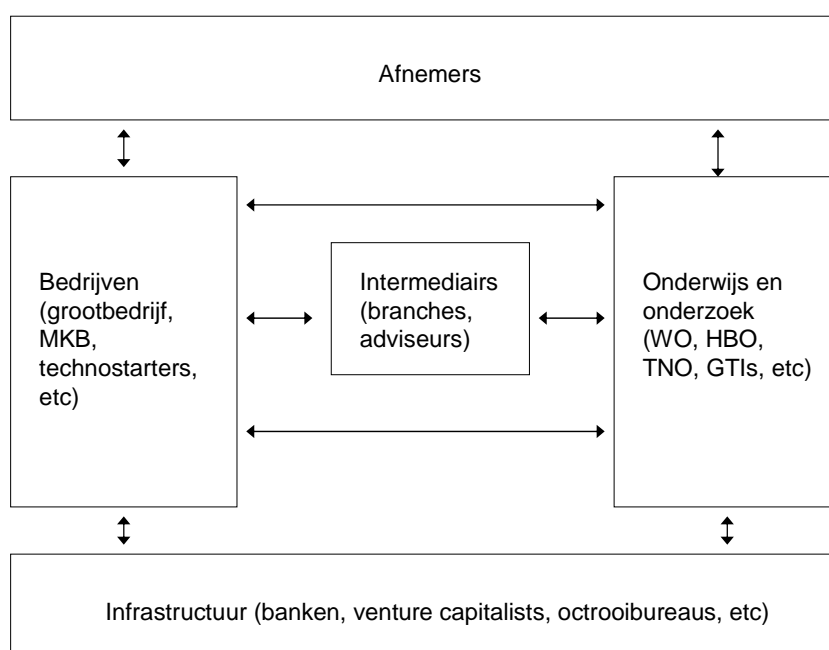 Afnemers
Bedrijven
(grootbedrijf,
MKB,
technostarters,
etc)
Intermediairs
(branches,
adviseurs)
Onderwijs en
onderzoek
(WO, HBO,
TNO, GTIs, etc)
Infrastructuur (banken, venture capitalists, octrooibureaus, etc)